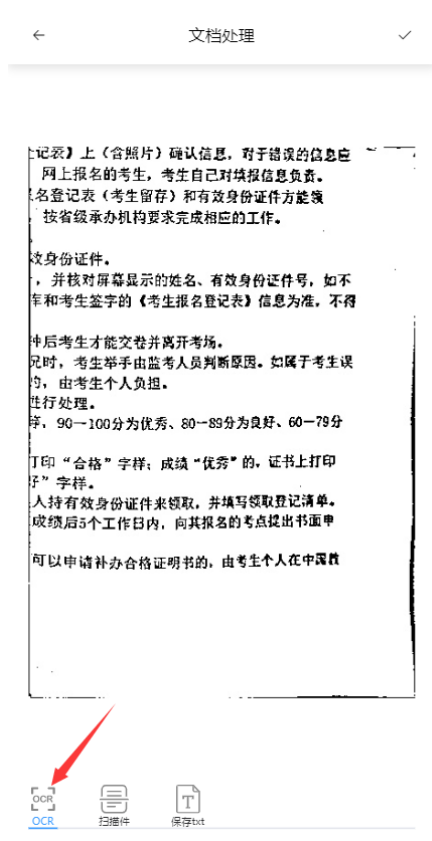 文档处理
记表》上（含照片）确认信息，对于错误的信息应
网上报名的考生，考生自己对填报信息负责。
名登记表（考生留存）和有效身份证件方能领
按省级承办机构要求完成相应的工作。
效身份证件。
，并核对屏幕显示的姓名、有效身份证件号，如不
车和考生签字的《考生报名登记表》信息为准，不得
钟后考生才能交卷并离开考场。
况时，考生举手由监考人员判断原因。如属于考生误
的，由考生个人负担。
进行处理。
等，90—100分为优秀、80—89分为良好、60—79分
打印“合格”字样；成绩“优秀”的，证书上打印
好”字样。
人持有效身份证件来领取，并填写领取登记清单。
成绩后5个工作日内，向其报名的考点提出书面申
可以申请补办合格证明书的，由考生个人在中国教
OCR
OCR
扫描件
T
保存txt